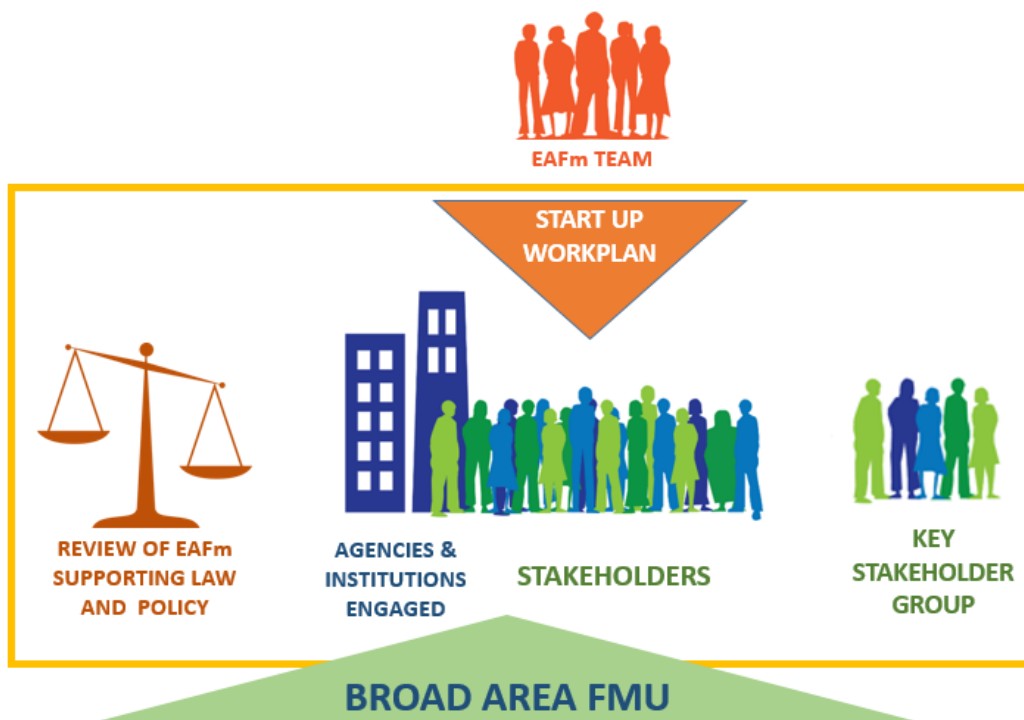 EAFm TEAM
START UP
WORKPLAN
REVIEW OF EAFm
SUPPORTING LAW
AND POLICY
AGENCIES &
INSTITUTIONS
ENGAGED
STAKEHOLDERS
KEY
STAKEHOLDER
GROUP
BROAD AREA FMU